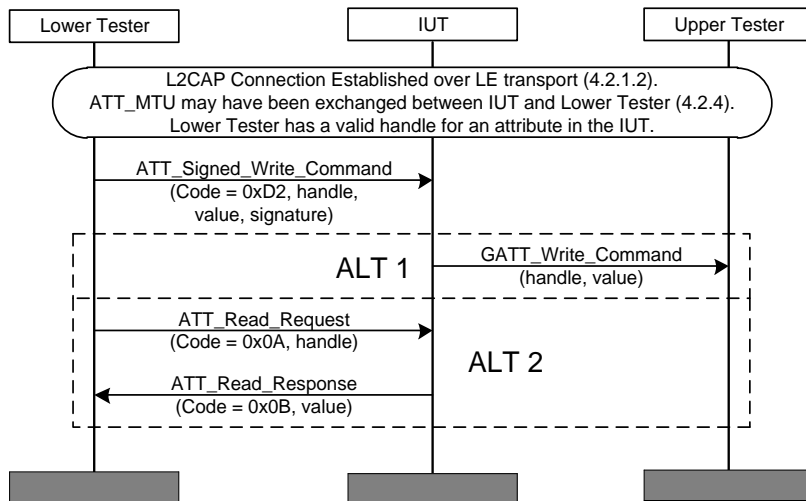 Lower Tester
IUT
Upper Tester
L2CAP Connection Established over LE transport (4.2.1.2).
ATT_MTU may have been exchanged between IUT and Lower Tester (4.2.4).
Lower Tester has a valid handle for an attribute in the IUT.
ATT_Signed_Write_Command
(Code = 0xD2, handle,
value, signature)
ALT 1
GATT_Write_Command
(handle, value)
ATT_Read_Request
(Code = 0x0A, handle)
ALT 2
ATT_Read_Response
(Code = 0x0B, value)